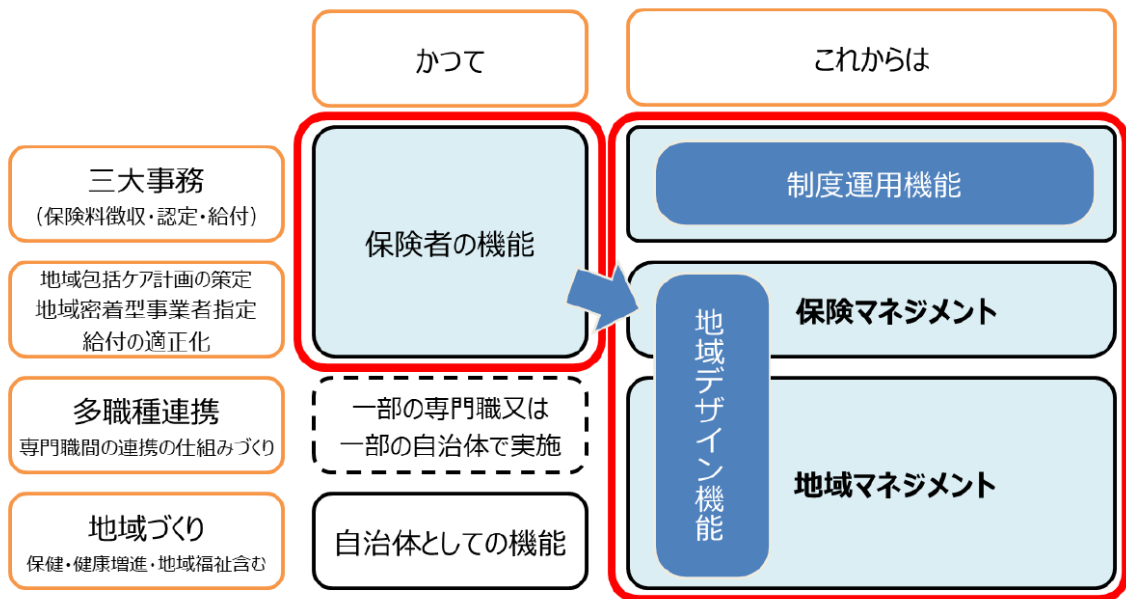 かつて
これからは
三大事務
(保険料徴収・認定・給付)
保険者の機能
制度運用機能
地域包括ケア計画の策定
地域密着型事業者指定
給付の適正化
地域デザイン機能
保険マネジメント
多職種連携
専門職間の連携の仕組みづくり
一部の専門職又は
一部の自治体で実施
地域マネジメント
地域づくり
保健・健康増進・地域福祉含む
自治体としての機能